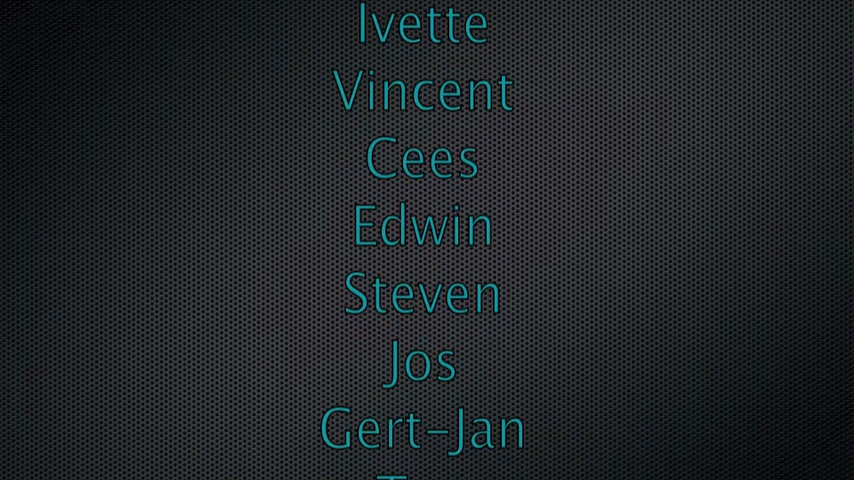 Ivette
Vincent
Cees
Edwin
Steven
Jos
Gert-Jan